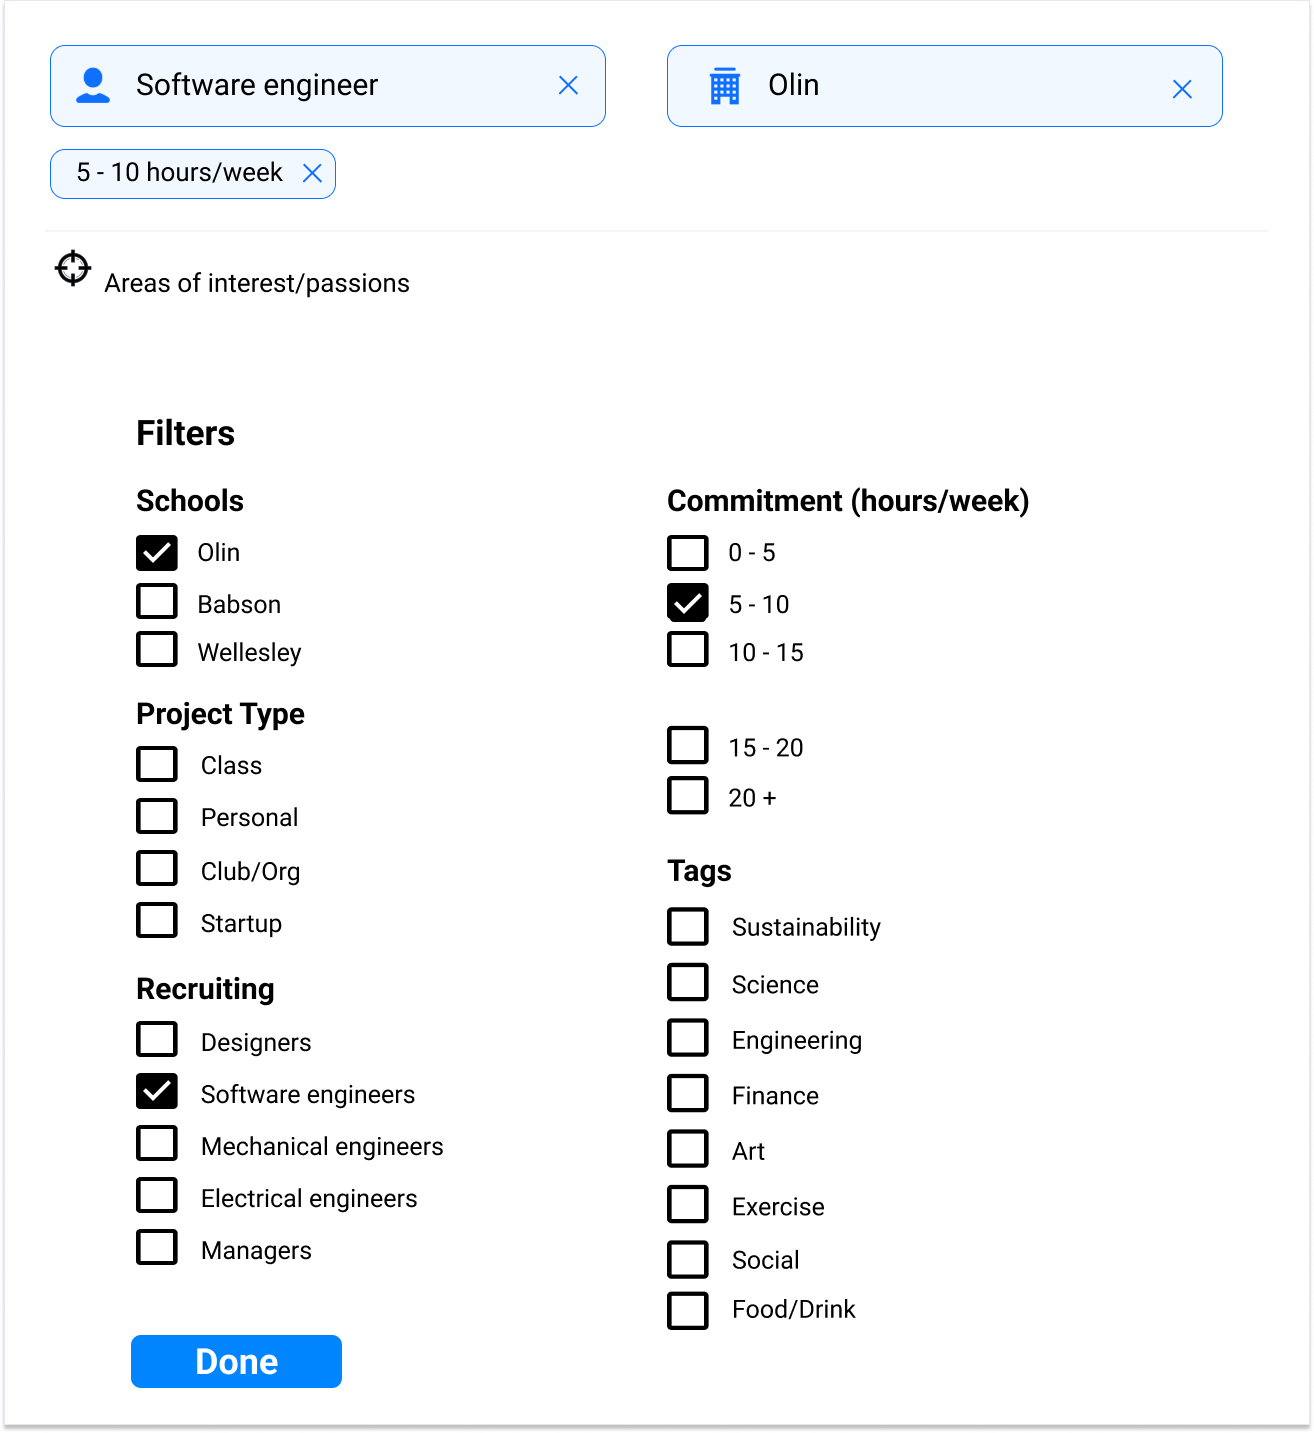 Software engineer
Olin
5 - 10 hours/week
Areas of interest/passions
Filters
Schools
Olin
Babson
Wellesley
Project Type
Class
Personal
Club/Org
Startup
Recruiting
Designers
Software engineers
Mechanical engineers
Electrical engineers
Managers
Done
Commitment (hours/week)
0 - 5
5 - 10
10 - 15
15 - 20
20 +
Tags
Sustainability
Science
Engineering
Finance
Art
Exercise
Social
Food/Drink